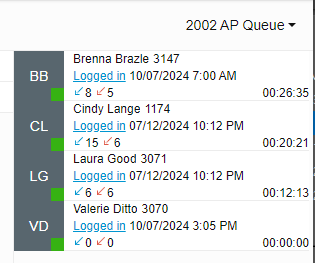 2002 AP Queue
BB
Brenna Brazle 3147
Logged in 10/07/2024 7:00 AM
8 5 00:26:35
CL
Cindy Lange 1174
Logged in 07/12/2024 10:12 PM
15 6 00:20:21
LG
Laura Good 3071
Logged in 07/12/2024 10:12 PM
6 6 00:12:13
VD
Valerie Ditto 3070
Logged in 10/07/2024 3:05 PM
0 0 00:00:00